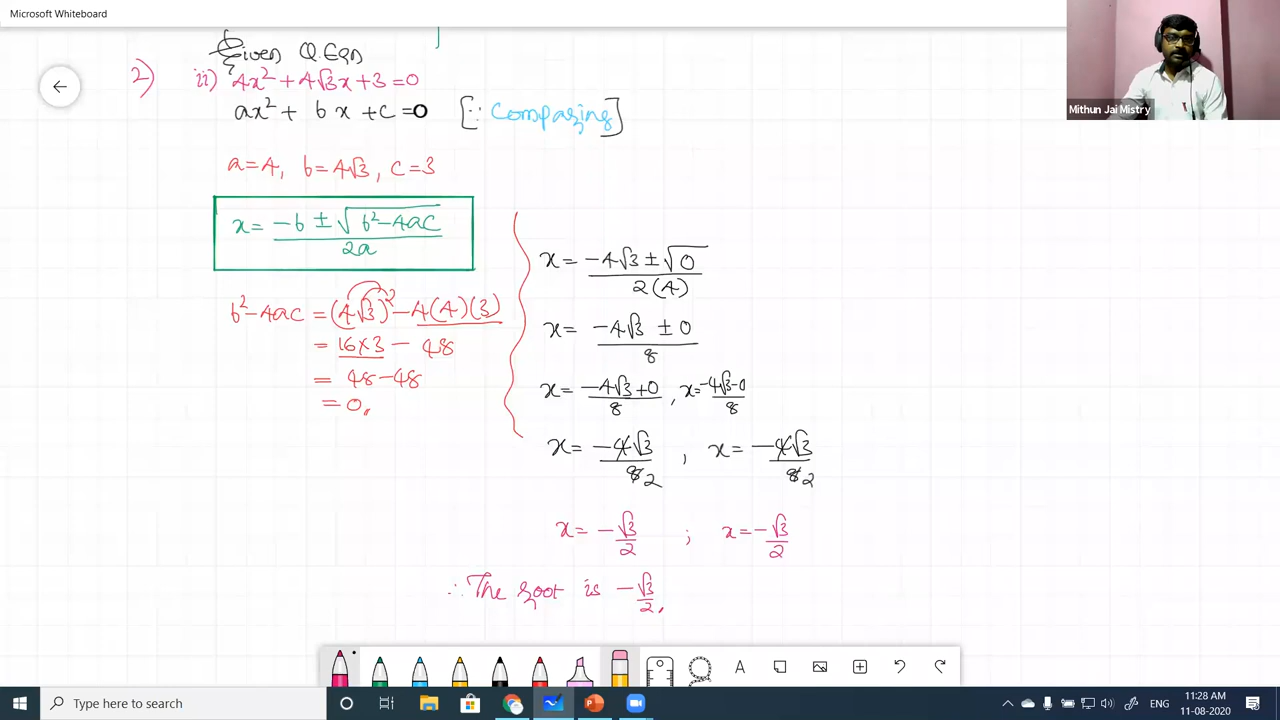 Microsoft Whiteboard
Mithun Jai Mistry
Given Q.Eqn
2) ii) 4x² + 4√3x + 3 = 0
ax² + bx + c = 0 [∵ Comparing]
a = 4, b = 4√3, c = 3
x = (-b ± √(b² - 4ac))/2a
b² - 4ac = (4√3)² - 4(4)(3)
= 16 × 3 - 48
= 48 - 48
= 0.
x = (-4√3 ± √0)/2(4)
x = (-4√3 ± 0)/8
x = (-4√3 + 0)/8 , x = (-4√3 - 0)/8
x = -4√3/8 2 , x = -4√3/8 2
x = -√3/2 ; x = -√3/2
∴ The root is -√3/2.
A
Type here to search
ENG
11:28 AM
11-08-2020